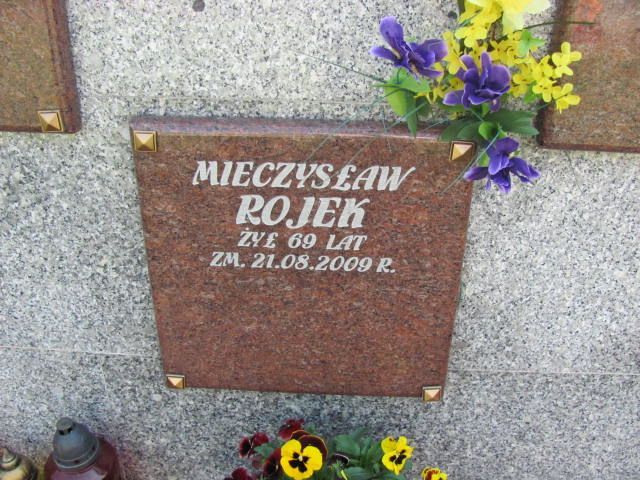 MIECZYSŁAW
ROJEK
ŻYŁ 69 LAT
ZM. 21.08.2009 R.